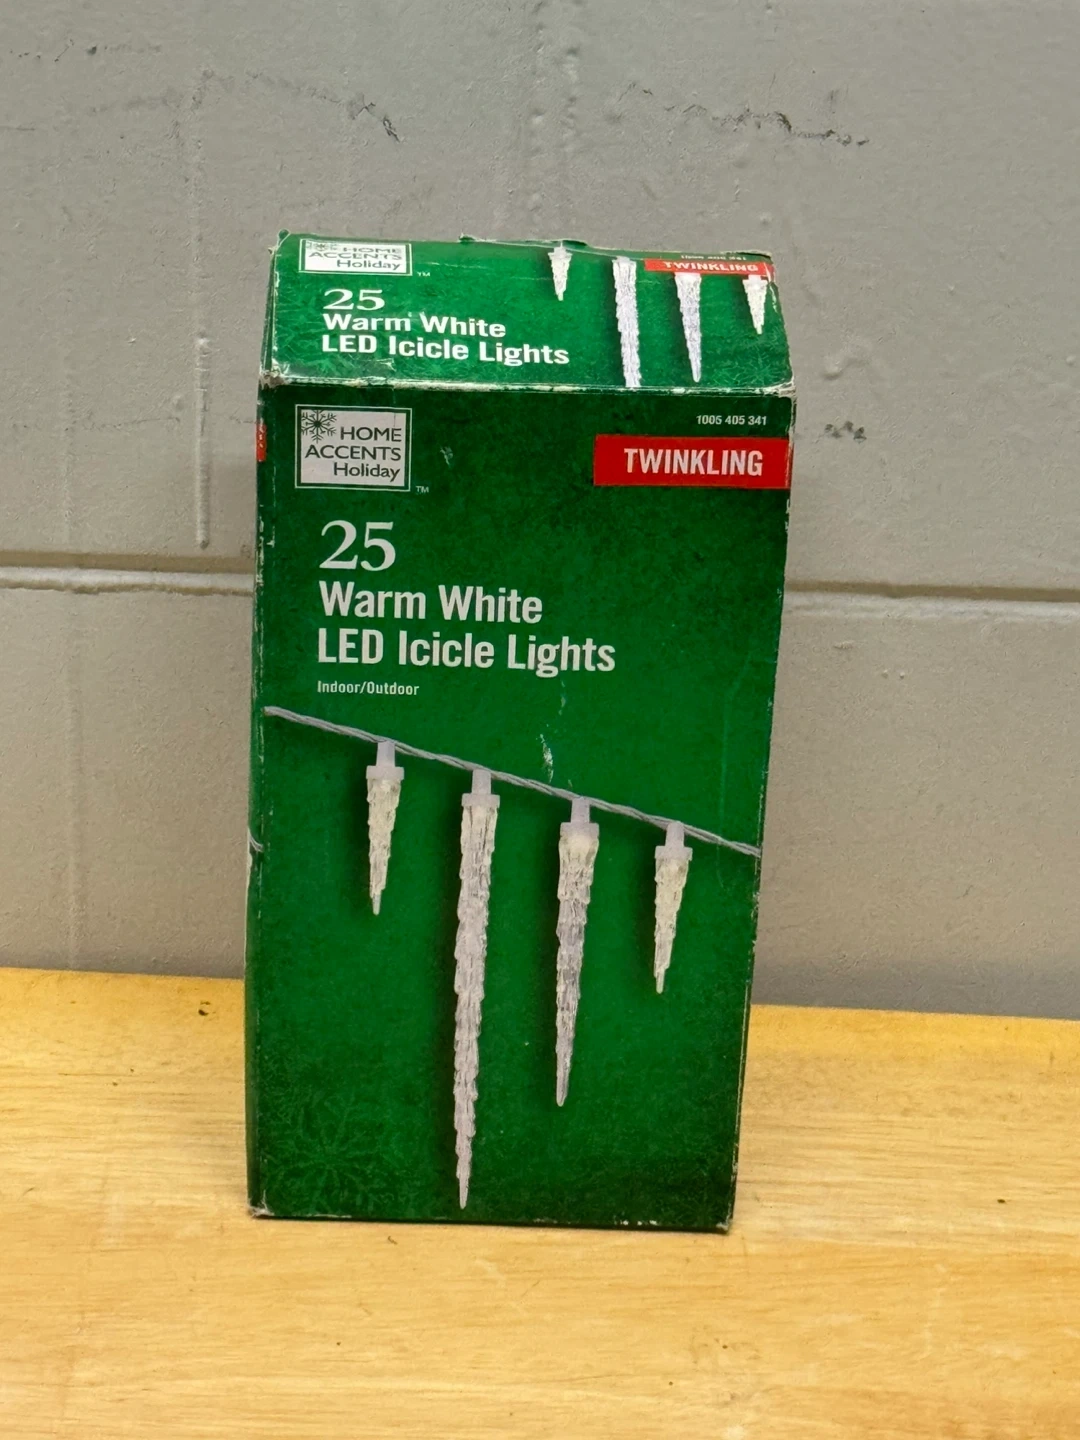 HOME
ACCENTS
Holiday
TM
TWINKLING
25
Warm White
LED Icicle Lights
1005 405 341
HOME
ACCENTS
Holiday
TM
TWINKLING
25
Warm White
LED Icicle Lights
Indoor/Outdoor